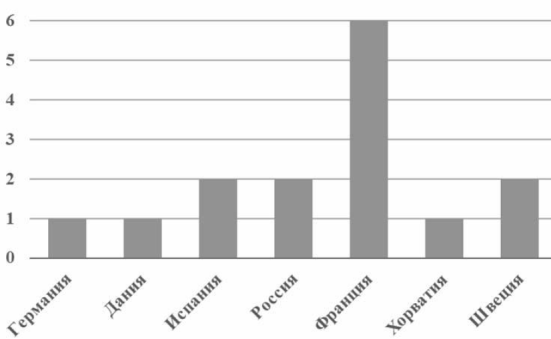 6
5
4
3
2
1
0
Германия
Дания
Испания
Россия
Франция
Хорватия
Швеция